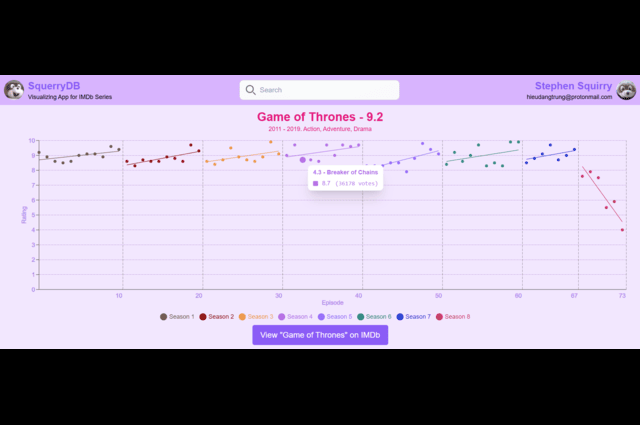 SquerryDB
Visualizing App for IMDb Series
Search
Stephen Squirry
hieudangtrung@protonmail.com
Game of Thrones - 9.2
2011 - 2019. Action, Adventure, Drama
10
9
8
7
6
5
4
3
2
1
0
Rating
4.3 - Breaker of Chains
8.7 (36178 votes)
10 20 30 40 50 60 67 73
Episode
Season 1 Season 2 Season 3 Season 4 Season 5 Season 6 Season 7 Season 8
View "Game of Thrones" on IMDb